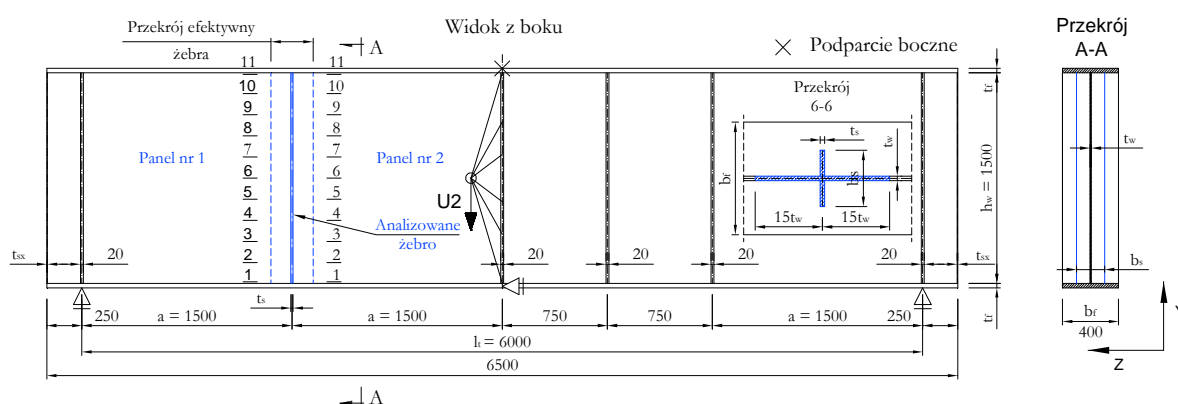 Przekrój efektywny
żebra
A
Widok z boku
Podparcie boczne
Przekrój
A-A
11 11
10 10
9 9
8 8
7 7
6 6
5 5
4 4
3 3
2 2
1 1
Panel nr 1
Panel nr 2
U2
Analizowane
żebro
Przekrój
6-6
ts
tw
bf
bs
15tw 15tw
tsx 20 20 20 20 20 tsx
ts
tf
hw = 1500
tf
tw
bs
bf
400
Y
Z
250 a = 1500 a = 1500 750 750 a = 1500 250
lt = 6000
6500
A